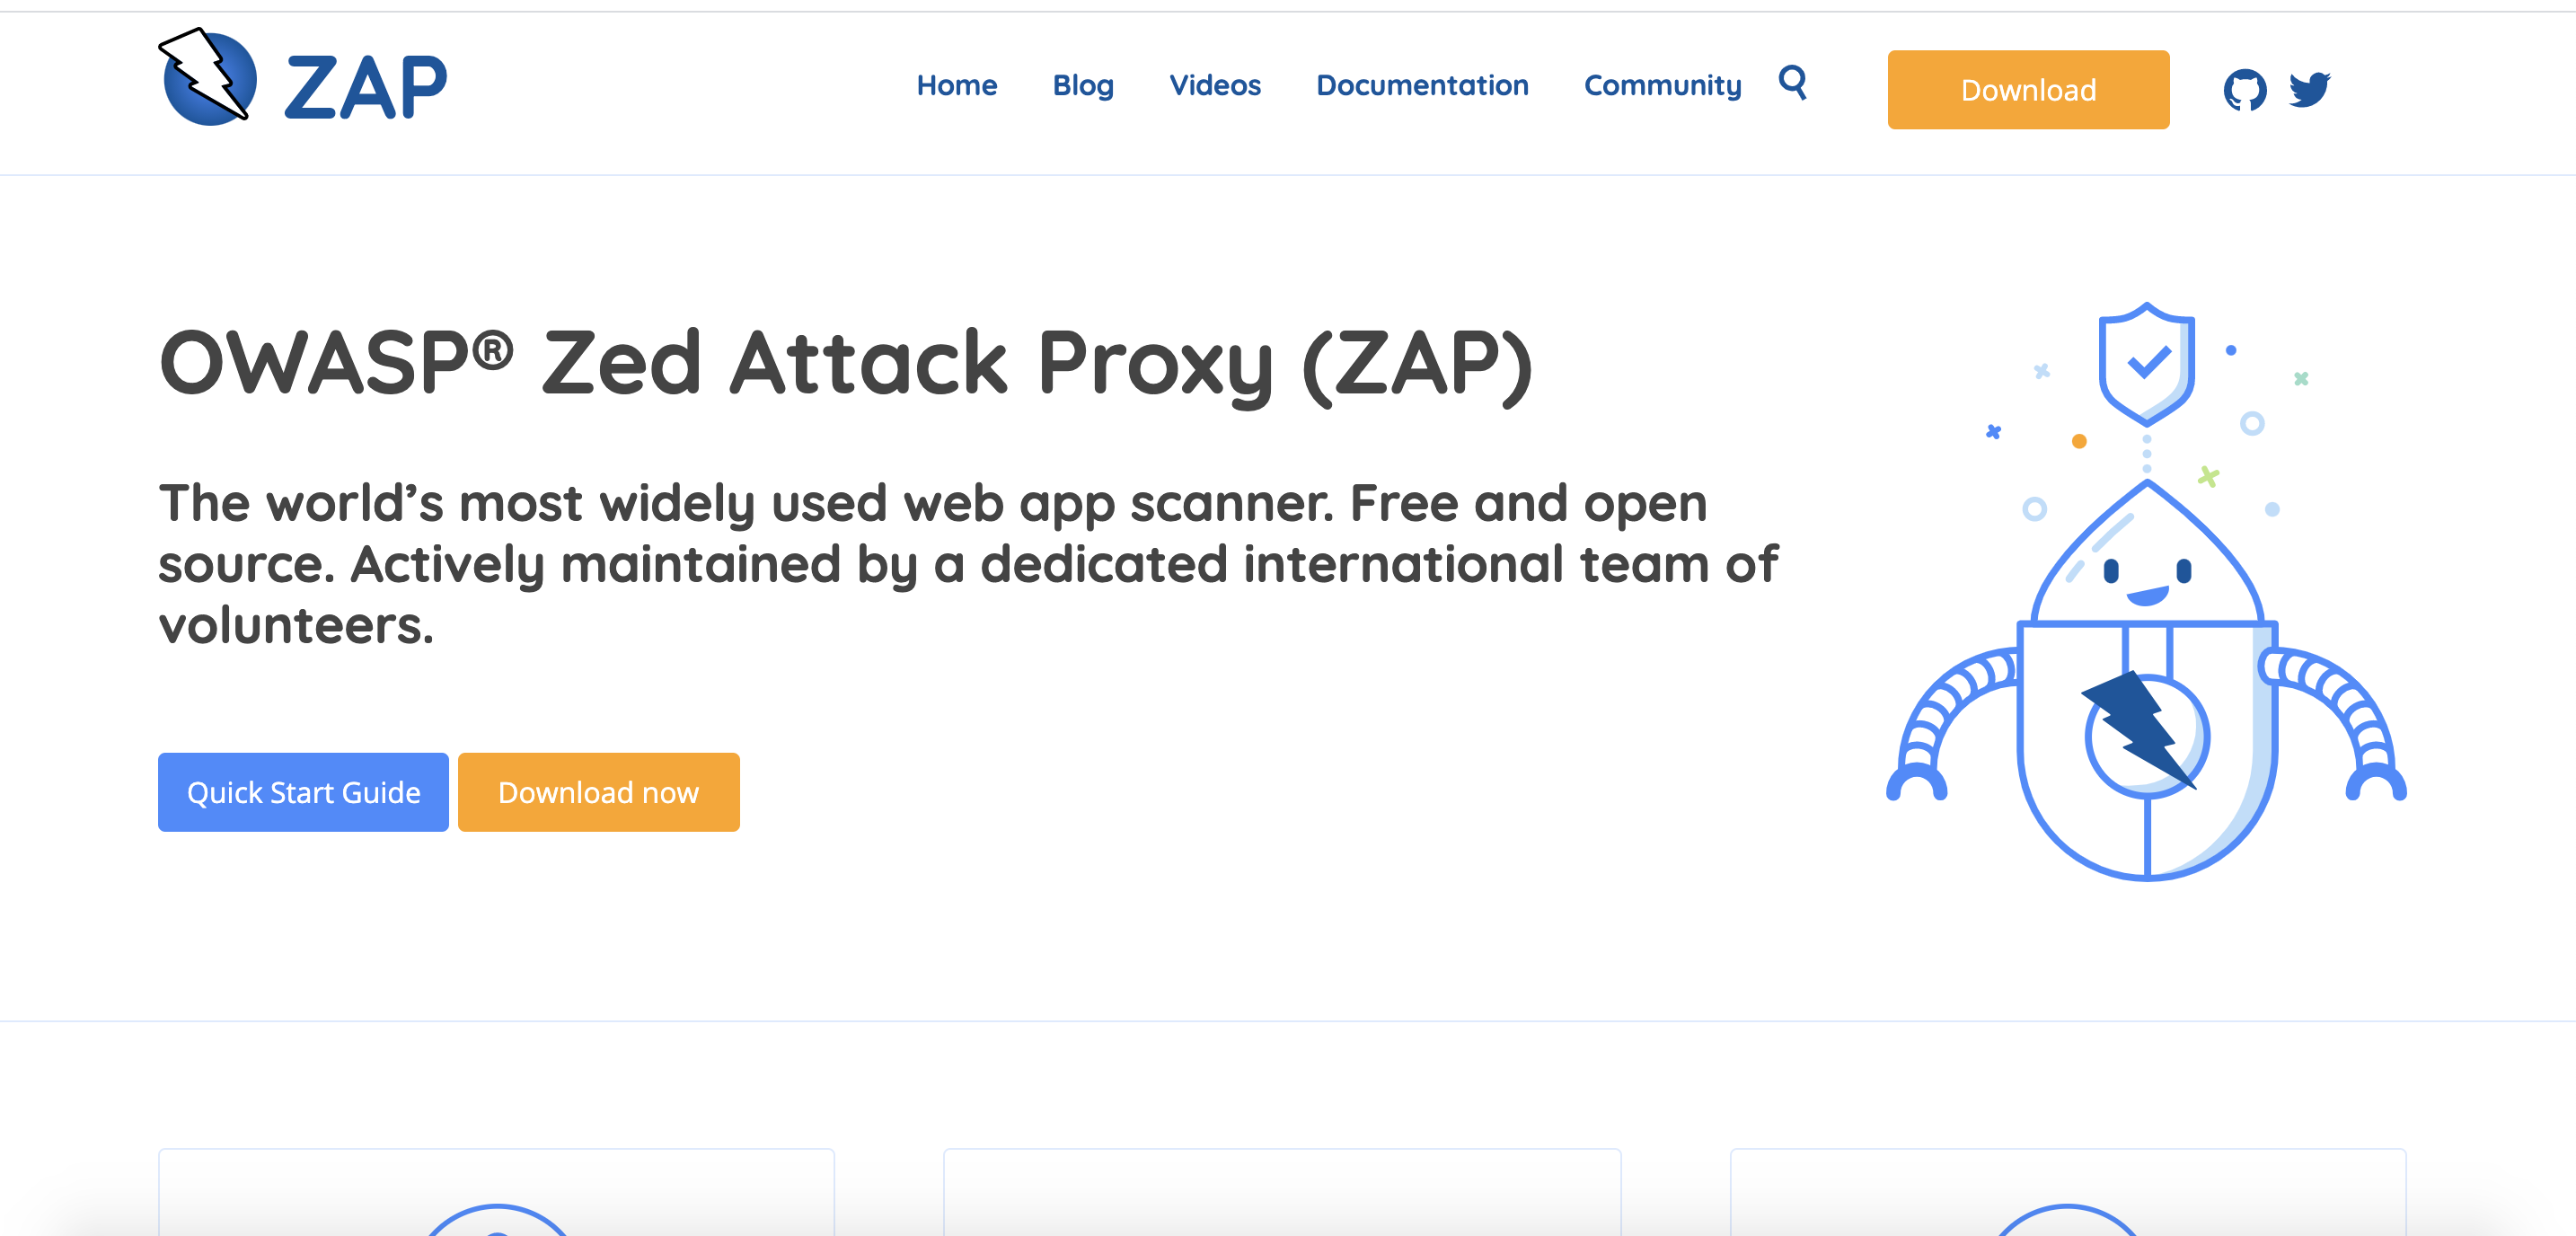 ZAP
Home Blog Videos Documentation Community
Download
OWASP® Zed Attack Proxy (ZAP)
The world’s most widely used web app scanner. Free and open
source. Actively maintained by a dedicated international team of
volunteers.
Quick Start Guide
Download now